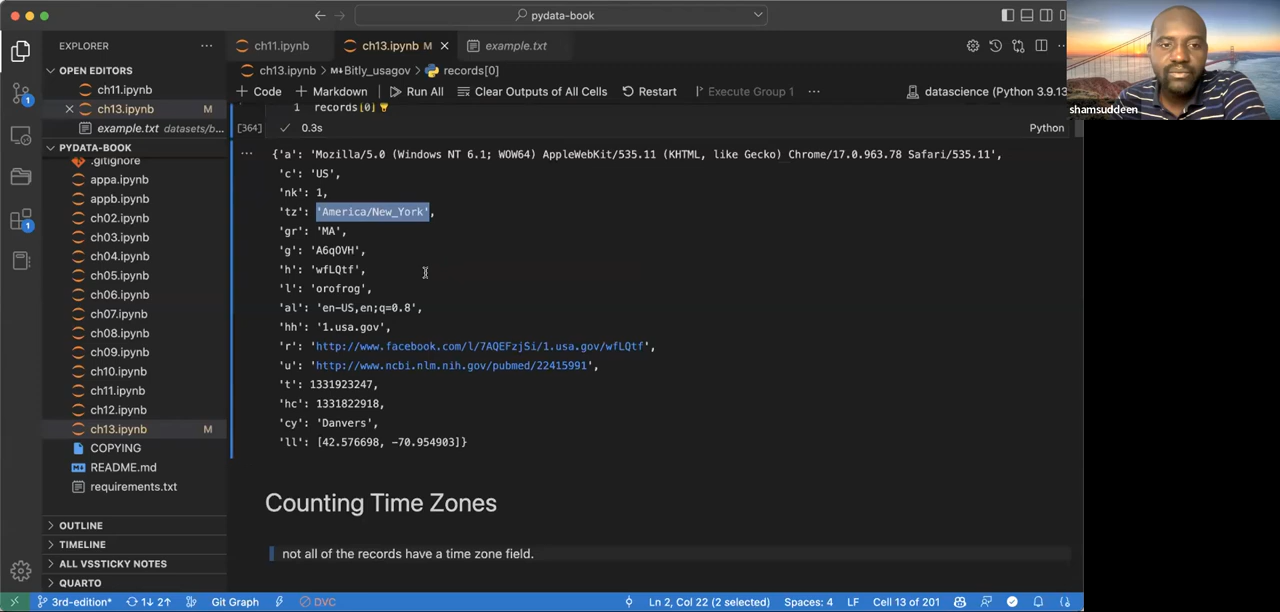 pydata-book
EXPLORER
ch11.ipynb
ch13.ipynb M
example.txt
OPEN EDITORS
ch13.ipynb > Bitly_usagov > records[0]
ch11.ipynb
Code
Markdown
Run All
Clear Outputs of All Cells
Restart
Execute Group 1
datascience (Python 3.9.13
shamsuddeen
ch13.ipynb M
1 records[0]
example.txt datasets/b...
[364]
0.3s
Python
PYDATA-BOOK
.gitignore
appa.ipynb
appb.ipynb
ch02.ipynb
ch03.ipynb
ch04.ipynb
ch05.ipynb
ch06.ipynb
ch07.ipynb
ch08.ipynb
ch09.ipynb
ch10.ipynb
ch11.ipynb
ch12.ipynb
ch13.ipynb M
COPYING
README.md
requirements.txt
OUTLINE
TIMELINE
ALL VSSTICKY NOTES
QUARTO
{'a': 'Mozilla/5.0 (Windows NT 6.1; WOW64) AppleWebKit/535.11 (KHTML, like Gecko) Chrome/17.0.963.78 Safari/535.11',
'c': 'US',
'nk': 1,
'tz': 'America/New_York',
'gr': 'MA',
'g': 'A6qOVH',
'h': 'wfLQtf',
'l': 'orofrog',
'al': 'en-US,en;q=0.8',
'hh': '1.usa.gov',
'r': 'http://www.facebook.com/l/7AQEFzjSi/1.usa.gov/wfLQtf',
'u': 'http://www.ncbi.nlm.nih.gov/pubmed/22415991',
't': 1331923247,
'hc': 1331822918,
'cy': 'Danvers',
'll': [42.576698, -70.954903]}
Counting Time Zones
not all of the records have a time zone field.
3rd-edition*
1↓ 2↑
Git Graph
DVC
Ln 2, Col 22 (2 selected)
Spaces: 4
LF
Cell 13 of 201